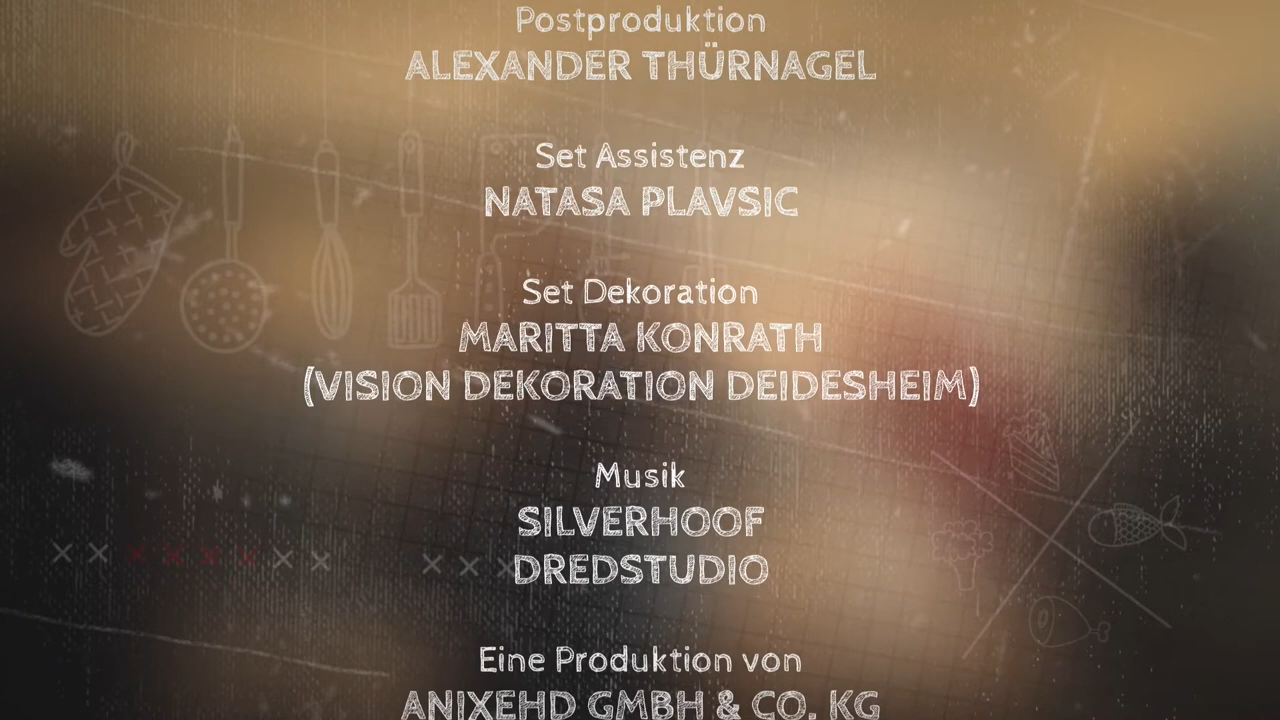 Postproduktion
ALEXANDER THÜRNAGEL
Set Assistenz
NATASA PLAVSIC
Set Dekoration
MARITTA KONRATH
(VISION DEKORATION DEIDESHEIM)
Musik
SILVERHOOF
DREDSTUDIO
Eine Produktion von
ANIXEHD GMBH & CO. KG